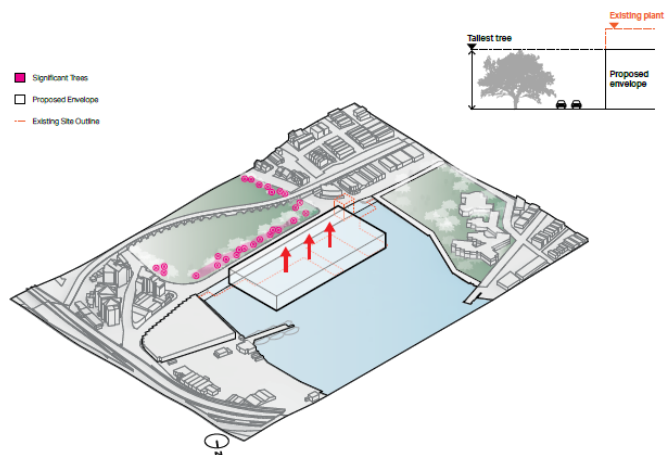 Existing plant
Tallest tree
Proposed
envelope
Significant Trees
Proposed Envelope
Existing Site Outline
N